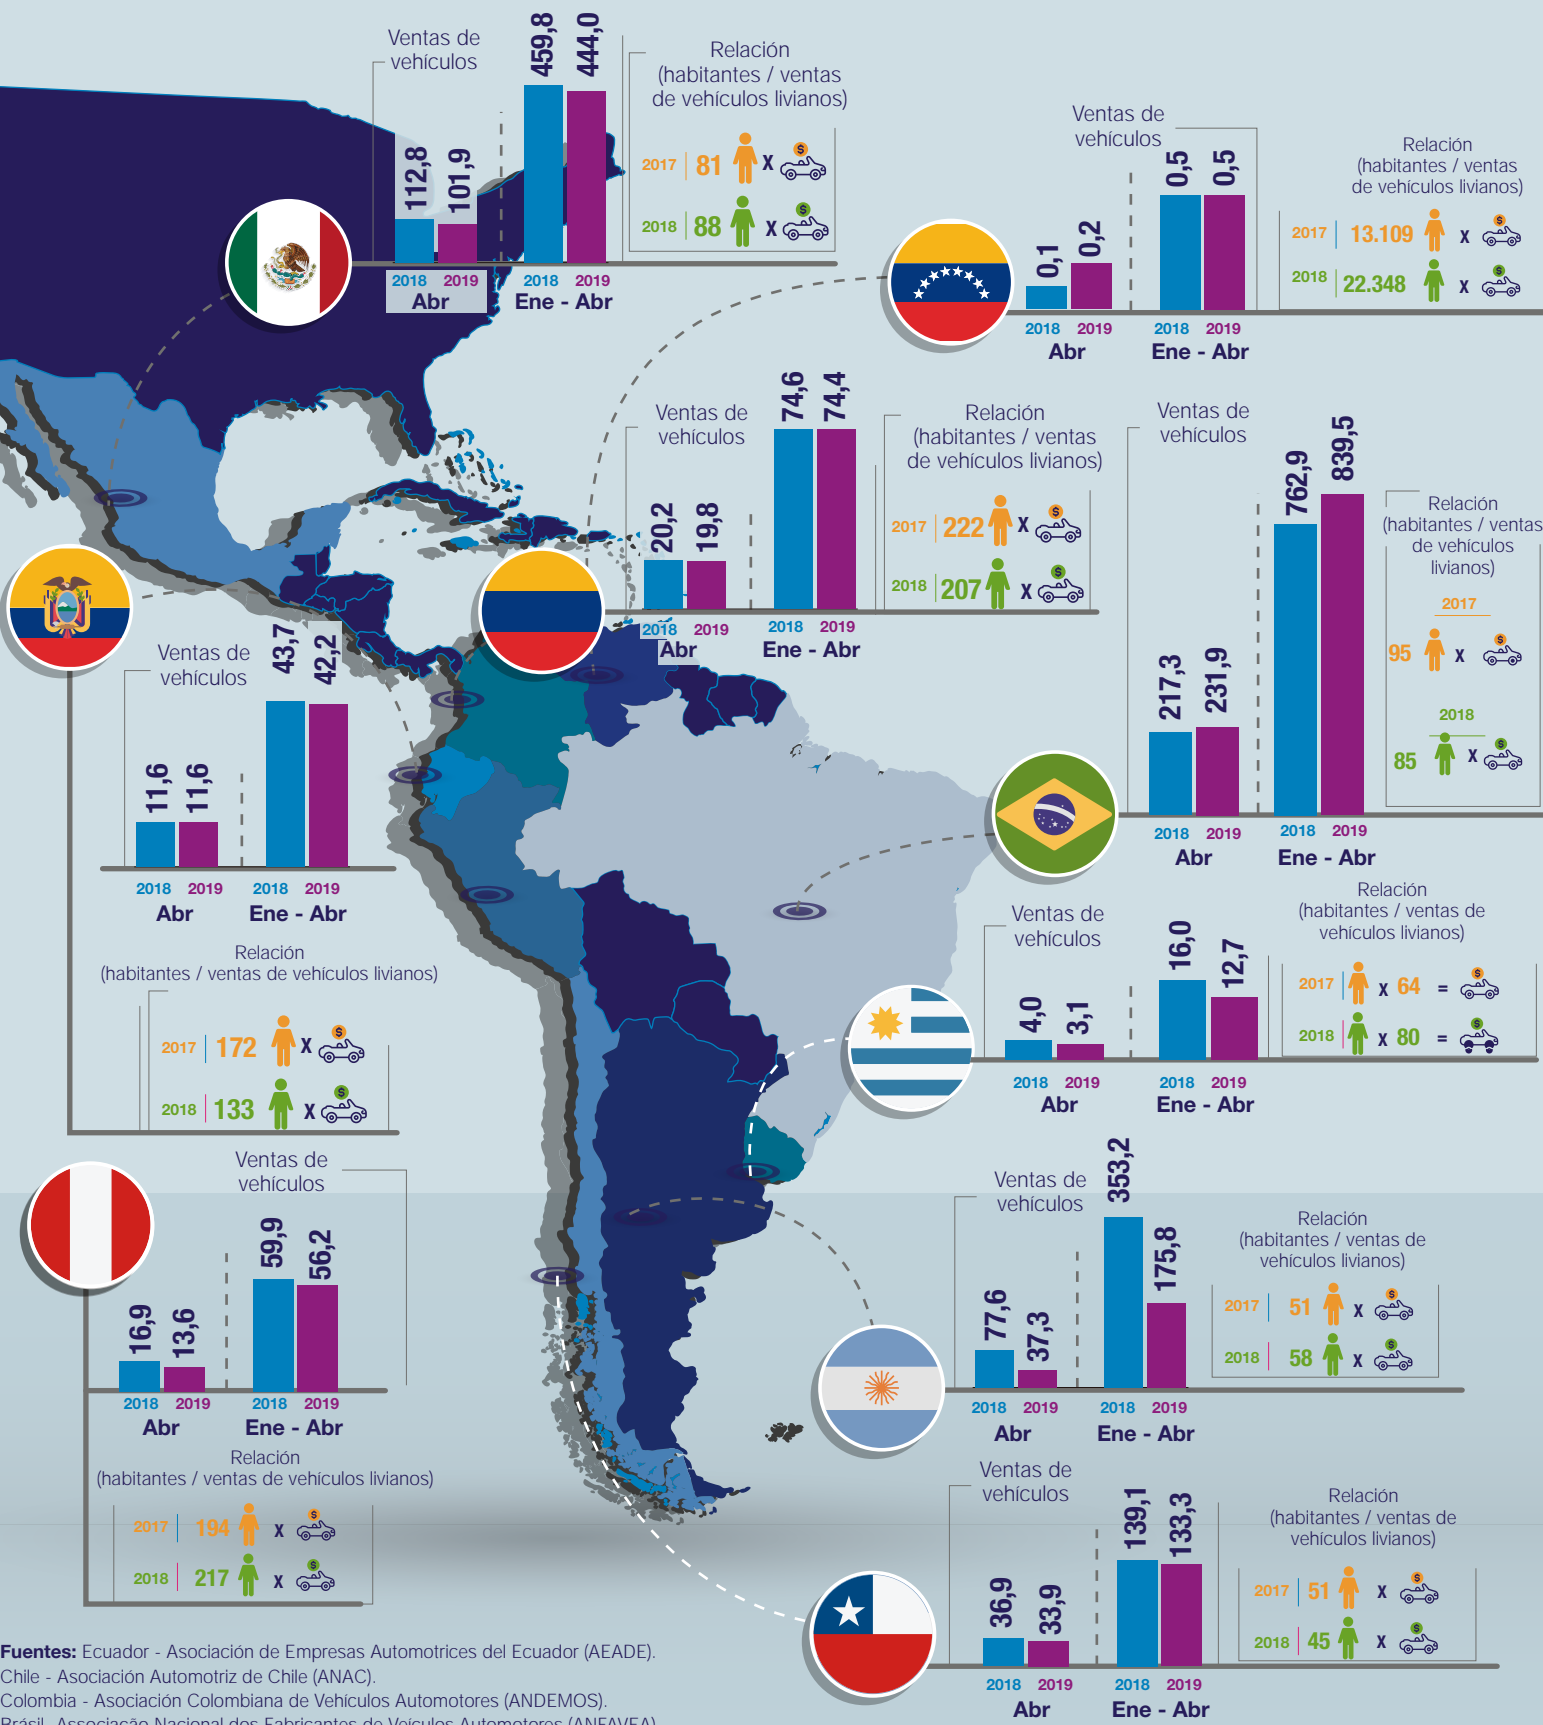 Ventas de
vehículos
112,8
101,9
459,8
444,0
2018 2019
Abr
2018 2019
Ene - Abr
Relación
(habitantes / ventas
de vehículos livianos)
2017 81 X $
2018 88 X $
Ventas de
vehículos
0,1
0,2
0,5
0,5
2018 2019
Abr
2018 2019
Ene - Abr
Relación
(habitantes / ventas
de vehículos livianos)
2017 13.109 X $
2018 22.348 X $
Ventas de
vehículos
20,2
19,8
74,6
74,4
2018 2019
Abr
2018 2019
Ene - Abr
Relación
(habitantes / ventas
de vehículos livianos)
2017 222 X $
2018 207 X $
Ventas de
vehículos
217,3
231,9
762,9
839,5
2018 2019
Abr
2018 2019
Ene - Abr
Relación
(habitantes / ventas
de vehículos
livianos)
2017
95 X $
2018
85 X $
Ventas de
vehículos
11,6
11,6
43,7
42,2
2018 2019
Abr
2018 2019
Ene - Abr
Relación
(habitantes / ventas de vehículos livianos)
2017 172 X $
2018 133 X $
Ventas de
vehículos
4,0
3,1
16,0
12,7
2018 2019
Abr
2018 2019
Ene - Abr
Relación
(habitantes / ventas de
vehículos livianos)
2017 X 64 = $
2018 X 80 = $
Ventas de
vehículos
16,9
13,6
59,9
56,2
2018 2019
Abr
2018 2019
Ene - Abr
Relación
(habitantes / ventas de vehículos livianos)
2017 194 X $
2018 217 X $
Ventas de
vehículos
77,6
37,3
353,2
175,8
2018 2019
Abr
2018 2019
Ene - Abr
Relación
(habitantes / ventas de
vehículos livianos)
2017 51 X $
2018 58 X $
Ventas de
vehículos
36,9
33,9
139,1
133,3
2018 2019
Abr
2018 2019
Ene - Abr
Relación
(habitantes / ventas de
vehículos livianos)
2017 51 X $
2018 45 X $
Fuentes: Ecuador - Asociación de Empresas Automotrices del Ecuador (AEADE).
Chile - Asociación Automotriz de Chile (ANAC).
Colombia - Asociación Colombiana de Vehículos Automotores (ANDEMOS).
Brásil- Associação Nacional dos Fabricantes de Veículos Automotores (ANFAVEA)